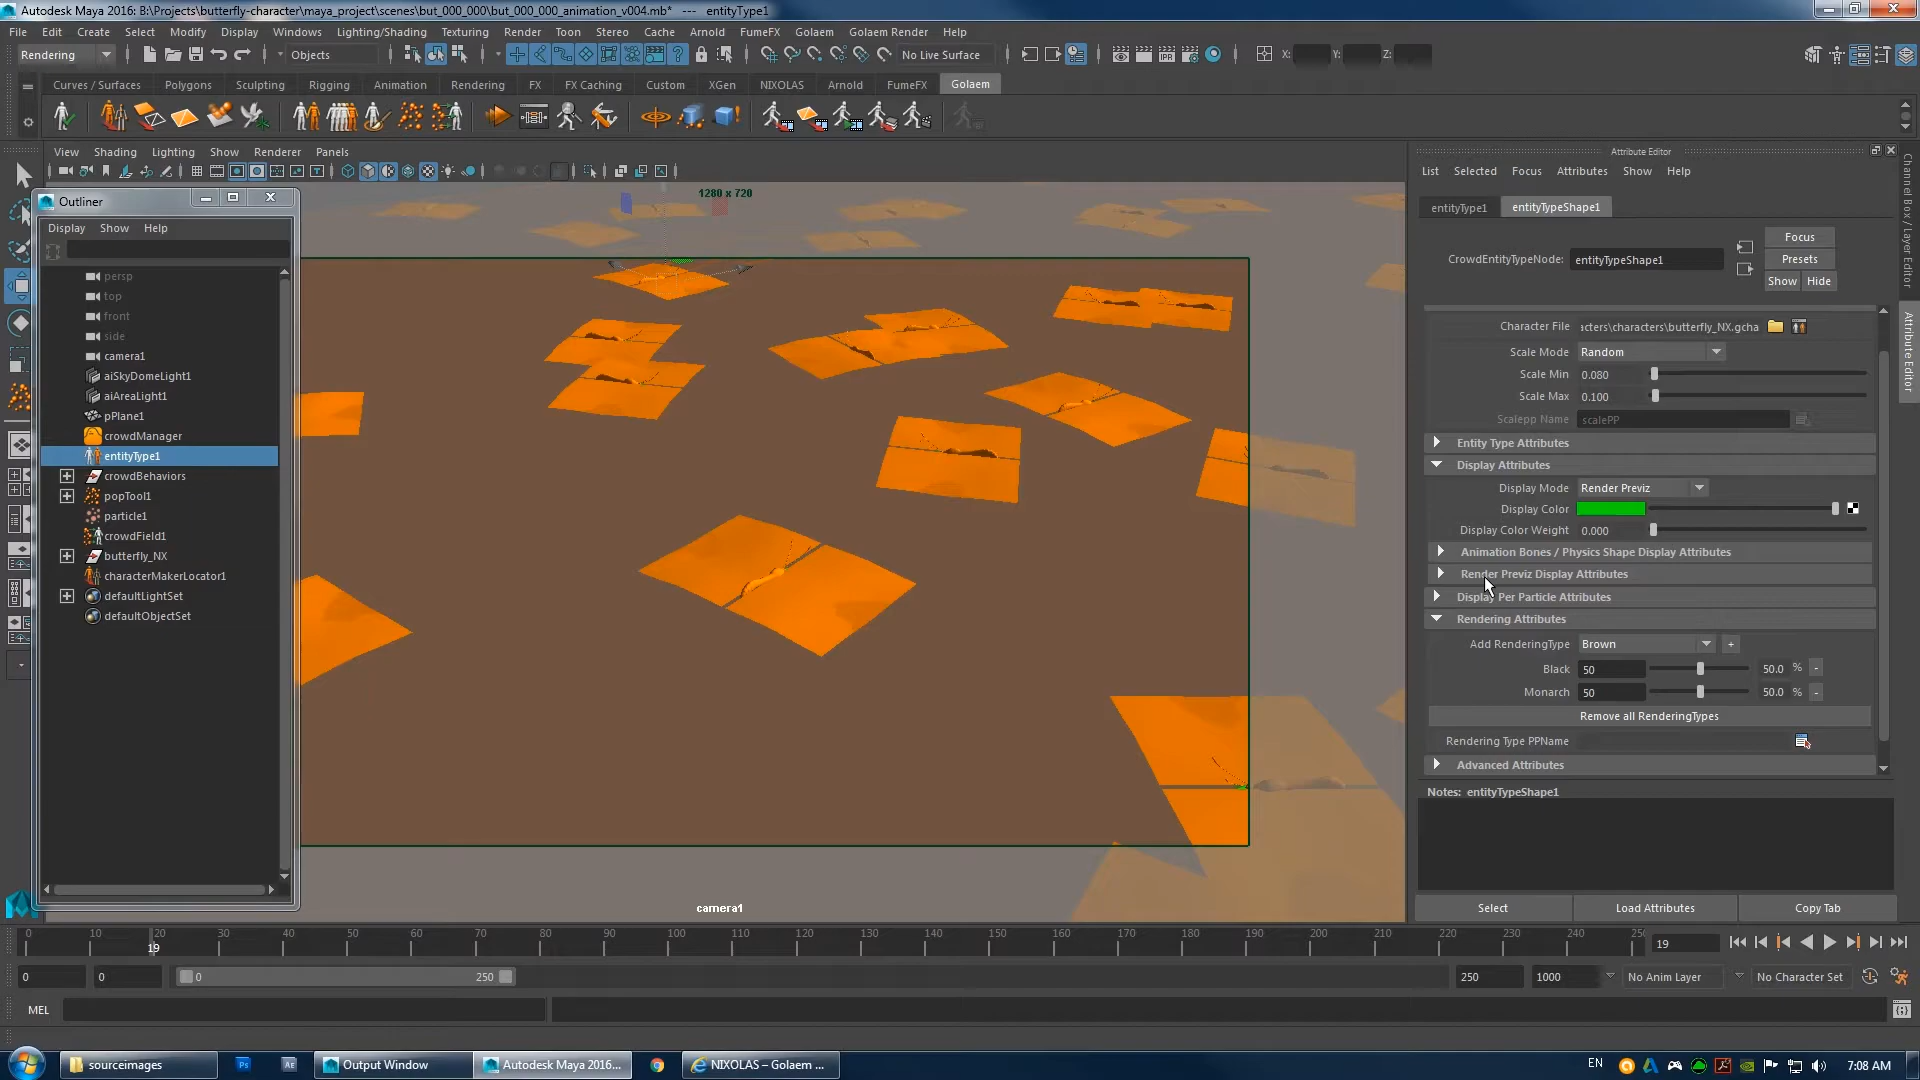 Autodesk Maya 2016: B:\Projects\butterfly-character\maya_project\scenes\but_000_000\but_000_000_animation_v004.mb* --- entityType1
File Edit Create Select Modify Display Windows Lighting/Shading Texturing Render Toon Stereo Cache Arnold FumeFX Golaem Golaem Render Help
Rendering Objects No Live Surface X: Y: Z:
Curves / Surfaces Polygons Sculpting Rigging Animation Rendering FX FX Caching Custom XGen NIXOLAS Arnold FumeFX Golaem
View Shading Lighting Show Renderer Panels
Attribute Editor
List Selected Focus Attributes Show Help
1280 x 720
Outliner
Display Show Help
persp
top
front
side
camera1
aiSkyDomeLight1
aiAreaLight1
pPlane1
crowdManager
entityType1
crowdBehaviors
popTool1
particle1
crowdField1
butterfly_NX
characterMakerLocator1
defaultLightSet
defaultObjectSet
camera1
entityType1 entityTypeShape1
CrowdEntityTypeNode: entityTypeShape1
Focus
Presets
Show Hide
Character File acters\characters\butterfly_NX.gcha
Scale Mode Random
Scale Min 0.080
Scale Max 0.100
Scalepp Name scalePP
Entity Type Attributes
Display Attributes
Display Mode Render Previz
Display Color
Display Color Weight 0.000
Animation Bones / Physics Shape Display Attributes
Render Previz Display Attributes
Display Per Particle Attributes
Rendering Attributes
Add RenderingType Brown +
Black 50 50.0 % -
Monarch 50 50.0 % -
Remove all RenderingTypes
Rendering Type PPName
Advanced Attributes
Notes: entityTypeShape1
Select Load Attributes Copy Tab
Channel Box / Layer Editor
Attribute Editor
0 10 20 30 40 50 60 70 80 90 100 110 120 130 140 150 160 170 180 190 200 210 220 230 240 25
19 19
0 0 0 250 250 1000 No Anim Layer No Character Set
MEL
sourceimages Ps Ae Output Window Autodesk Maya 2016... NIXOLAS – Golaem ... EN 7:08 AM